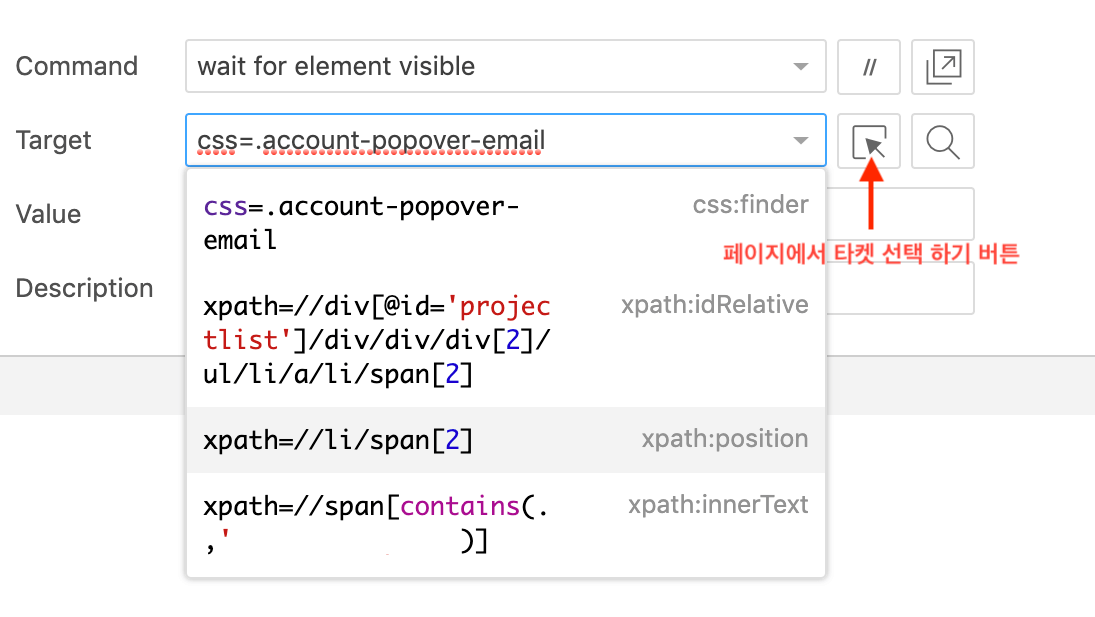 Command
wait for element visible
//
Target
css=.account-popover-email
css=.account-popover-
email
css:finder
Value
페이지에서 타켓 선택 하기 버튼
Description
xpath=//div[@id='projec
tlist']/div/div/div[2]/
ul/li/a/li/span[2]
xpath:idRelative
xpath=//li/span[2]
xpath:position
xpath=//span[contains(.
,' )]
xpath:innerText